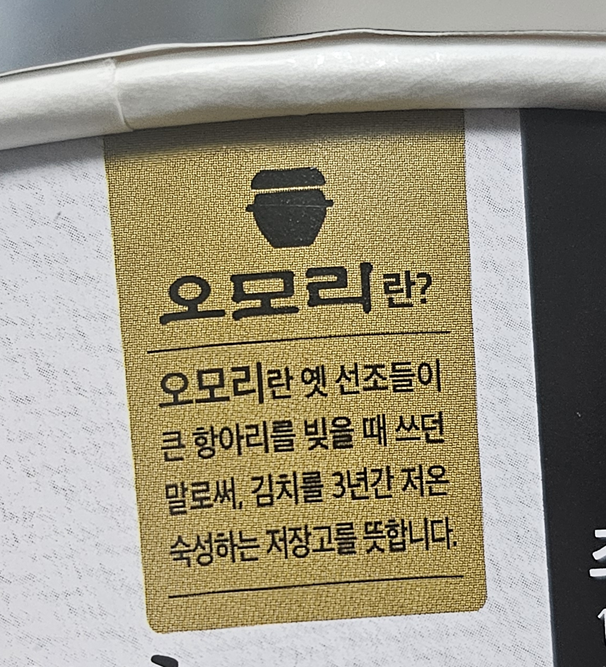 오모리란?
오모리란 옛 선조들이
큰 항아리를 빚을 때 쓰던
말로써, 김치를 3년간 저온
숙성하는 저장고를 뜻합니다.